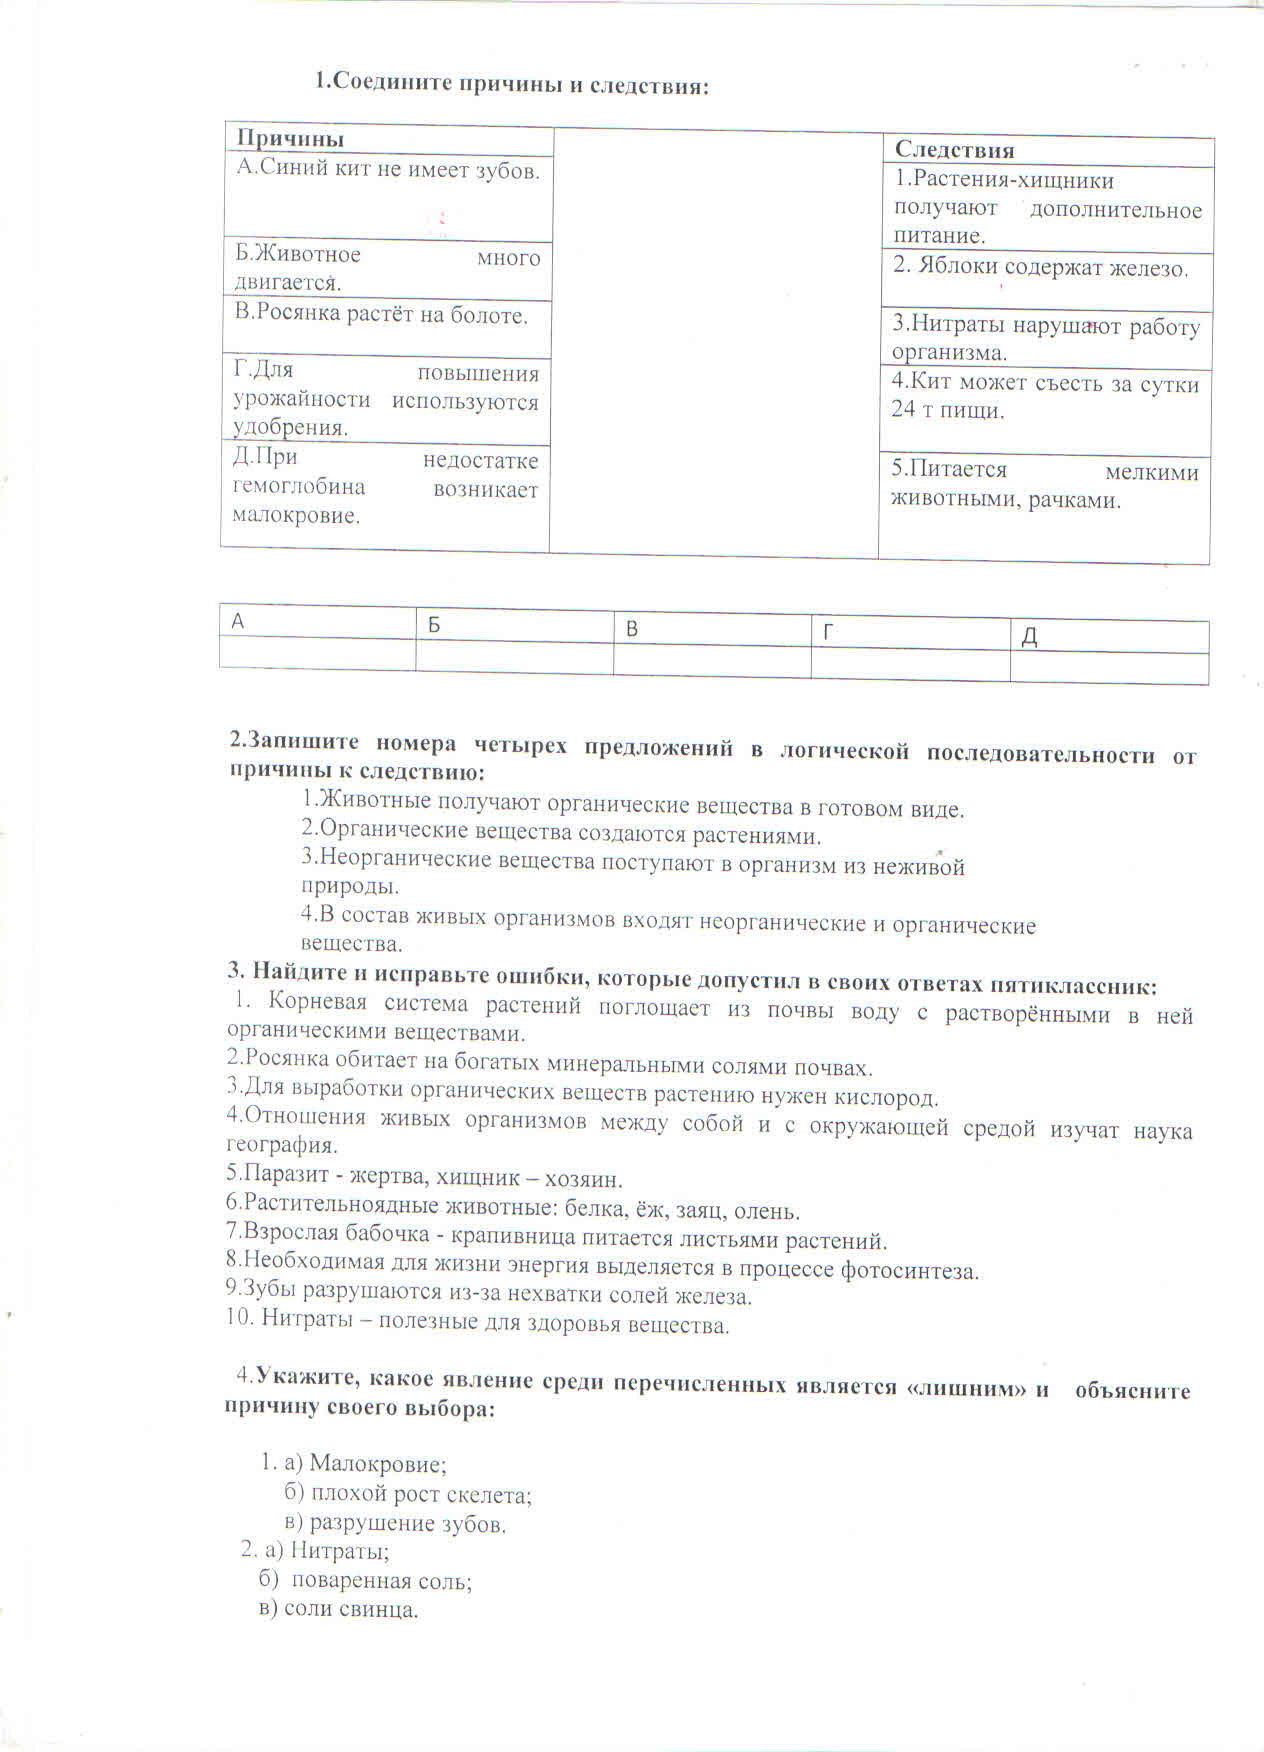 1.Соедините причины и следствия:
Причины
А.Синий кит не имеет зубов.
Б.Животное много
двигается.
В.Росянка растёт на болоте.
Г.Для повышения
урожайности используются
удобрения.
Д.При недостатке
гемоглобина возникает
малокровие.
Следствия
1.Растения-хищники
получают дополнительное
питание.
2. Яблоки содержат железо.
3.Нитраты нарушают работу
организма.
4.Кит может съесть за сутки
24 т пищи.
5.Питается мелкими
животными, рачками.
А Б В Г Д
2.Запишите номера четырех предложений в логической последовательности от
причины к следствию:
1.Животные получают органические вещества в готовом виде.
2.Органические вещества создаются растениями.
3.Неорганические вещества поступают в организм из неживой
природы.
4.В состав живых организмов входят неорганические и органические
вещества.
3. Найдите и исправьте ошибки, которые допустил в своих ответах пятиклассник:
1. Корневая система растений поглощает из почвы воду с растворёнными в ней
органическими веществами.
2.Росянка обитает на богатых минеральными солями почвах.
3.Для выработки органических веществ растению нужен кислород.
4.Отношения живых организмов между собой и с окружающей средой изучат наука
география.
5.Паразит - жертва, хищник – хозяин.
6.Растительноядные животные: белка, ёж, заяц, олень.
7.Взрослая бабочка - крапивница питается листьями растений.
8.Необходимая для жизни энергия выделяется в процессе фотосинтеза.
9.Зубы разрушаются из-за нехватки солей железа.
10. Нитраты – полезные для здоровья вещества.
4.Укажите, какое явление среди перечисленных является «лишним» и объясните
причину своего выбора:
1. а) Малокровие;
б) плохой рост скелета;
в) разрушение зубов.
2. а) Нитраты;
б) поваренная соль;
в) соли свинца.